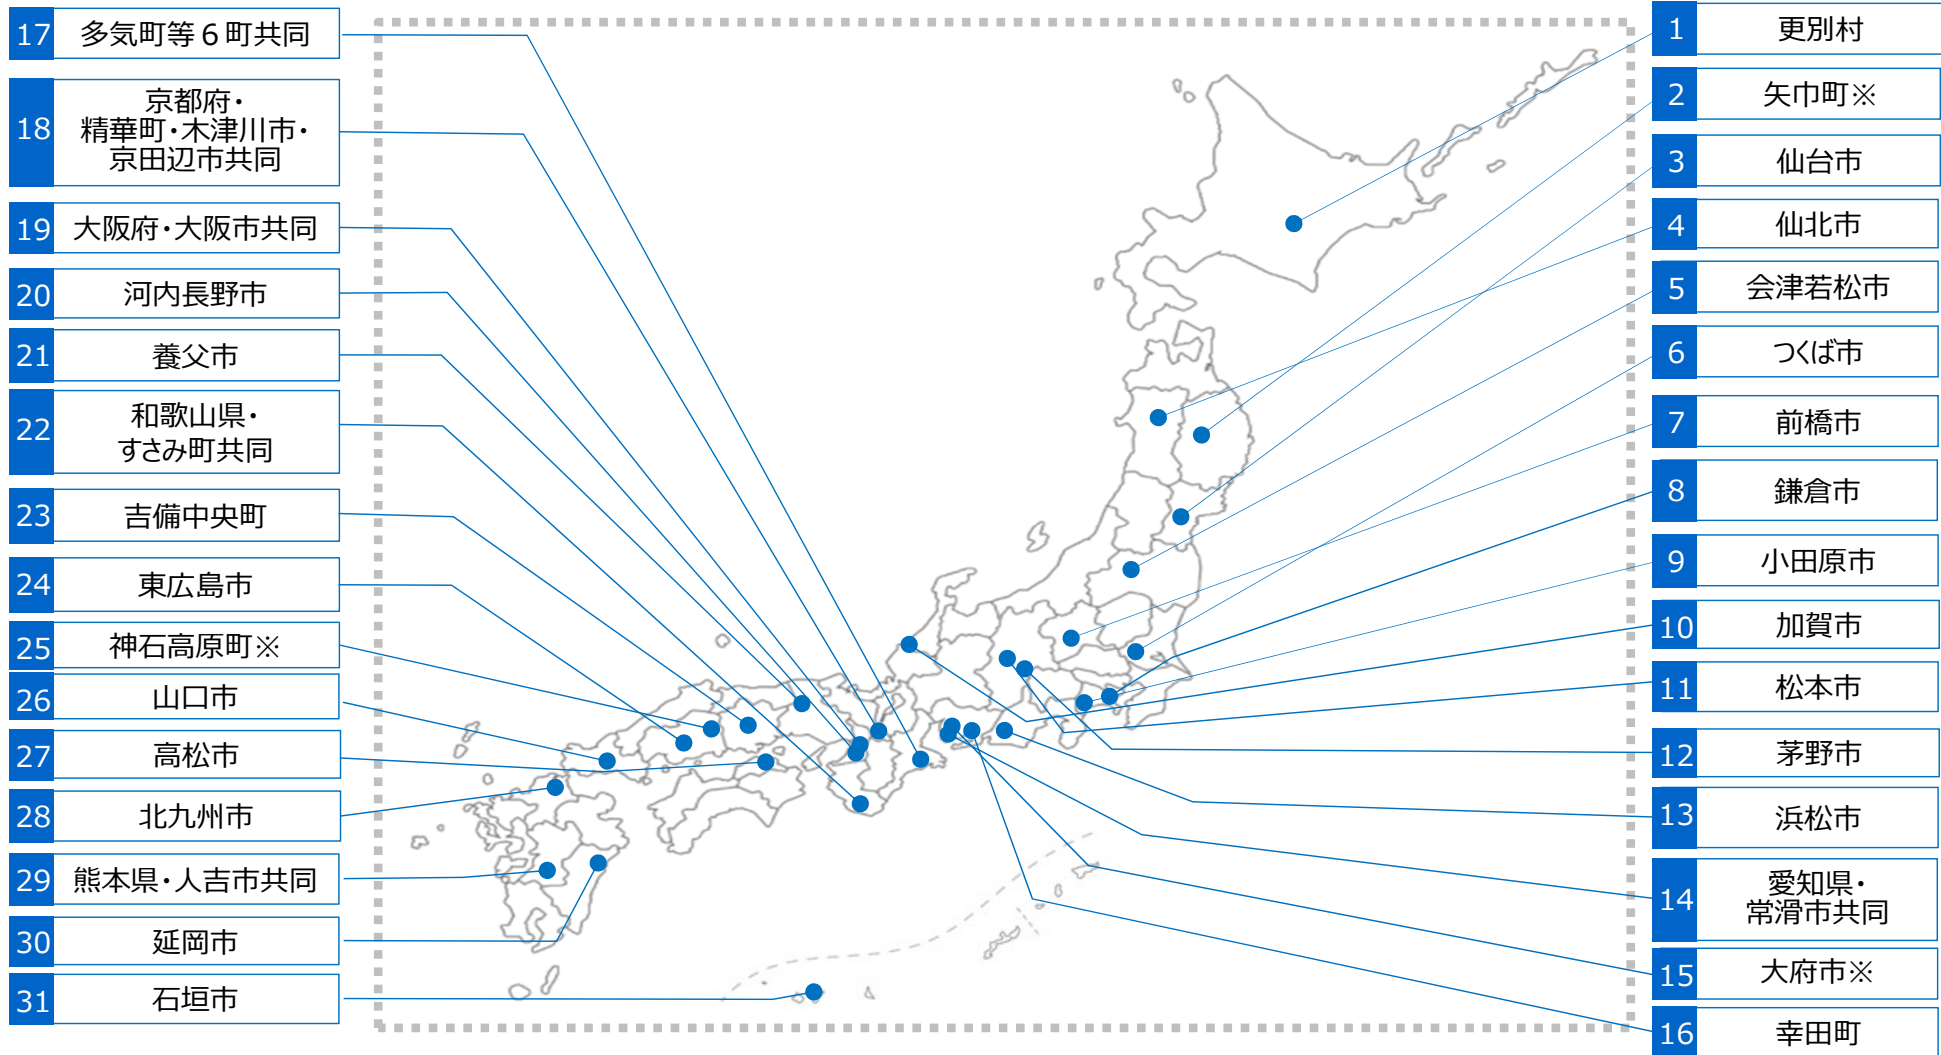 1 更別村
2 矢巾町※
3 仙台市
4 仙北市
5 会津若松市
6 つくば市
7 前橋市
8 鎌倉市
9 小田原市
10 加賀市
11 松本市
12 茅野市
13 浜松市
14 愛知県・
常滑市共同
15 大府市※
16 幸田町
17 多気町等6町共同
18 京都府・
精華町・木津川市・
京田辺市共同
19 大阪府・大阪市共同
20 河内長野市
21 養父市
22 和歌山県・
すさみ町共同
23 吉備中央町
24 東広島市
25 神石高原町※
26 山口市
27 高松市
28 北九州市
29 熊本県・人吉市共同
30 延岡市
31 石垣市